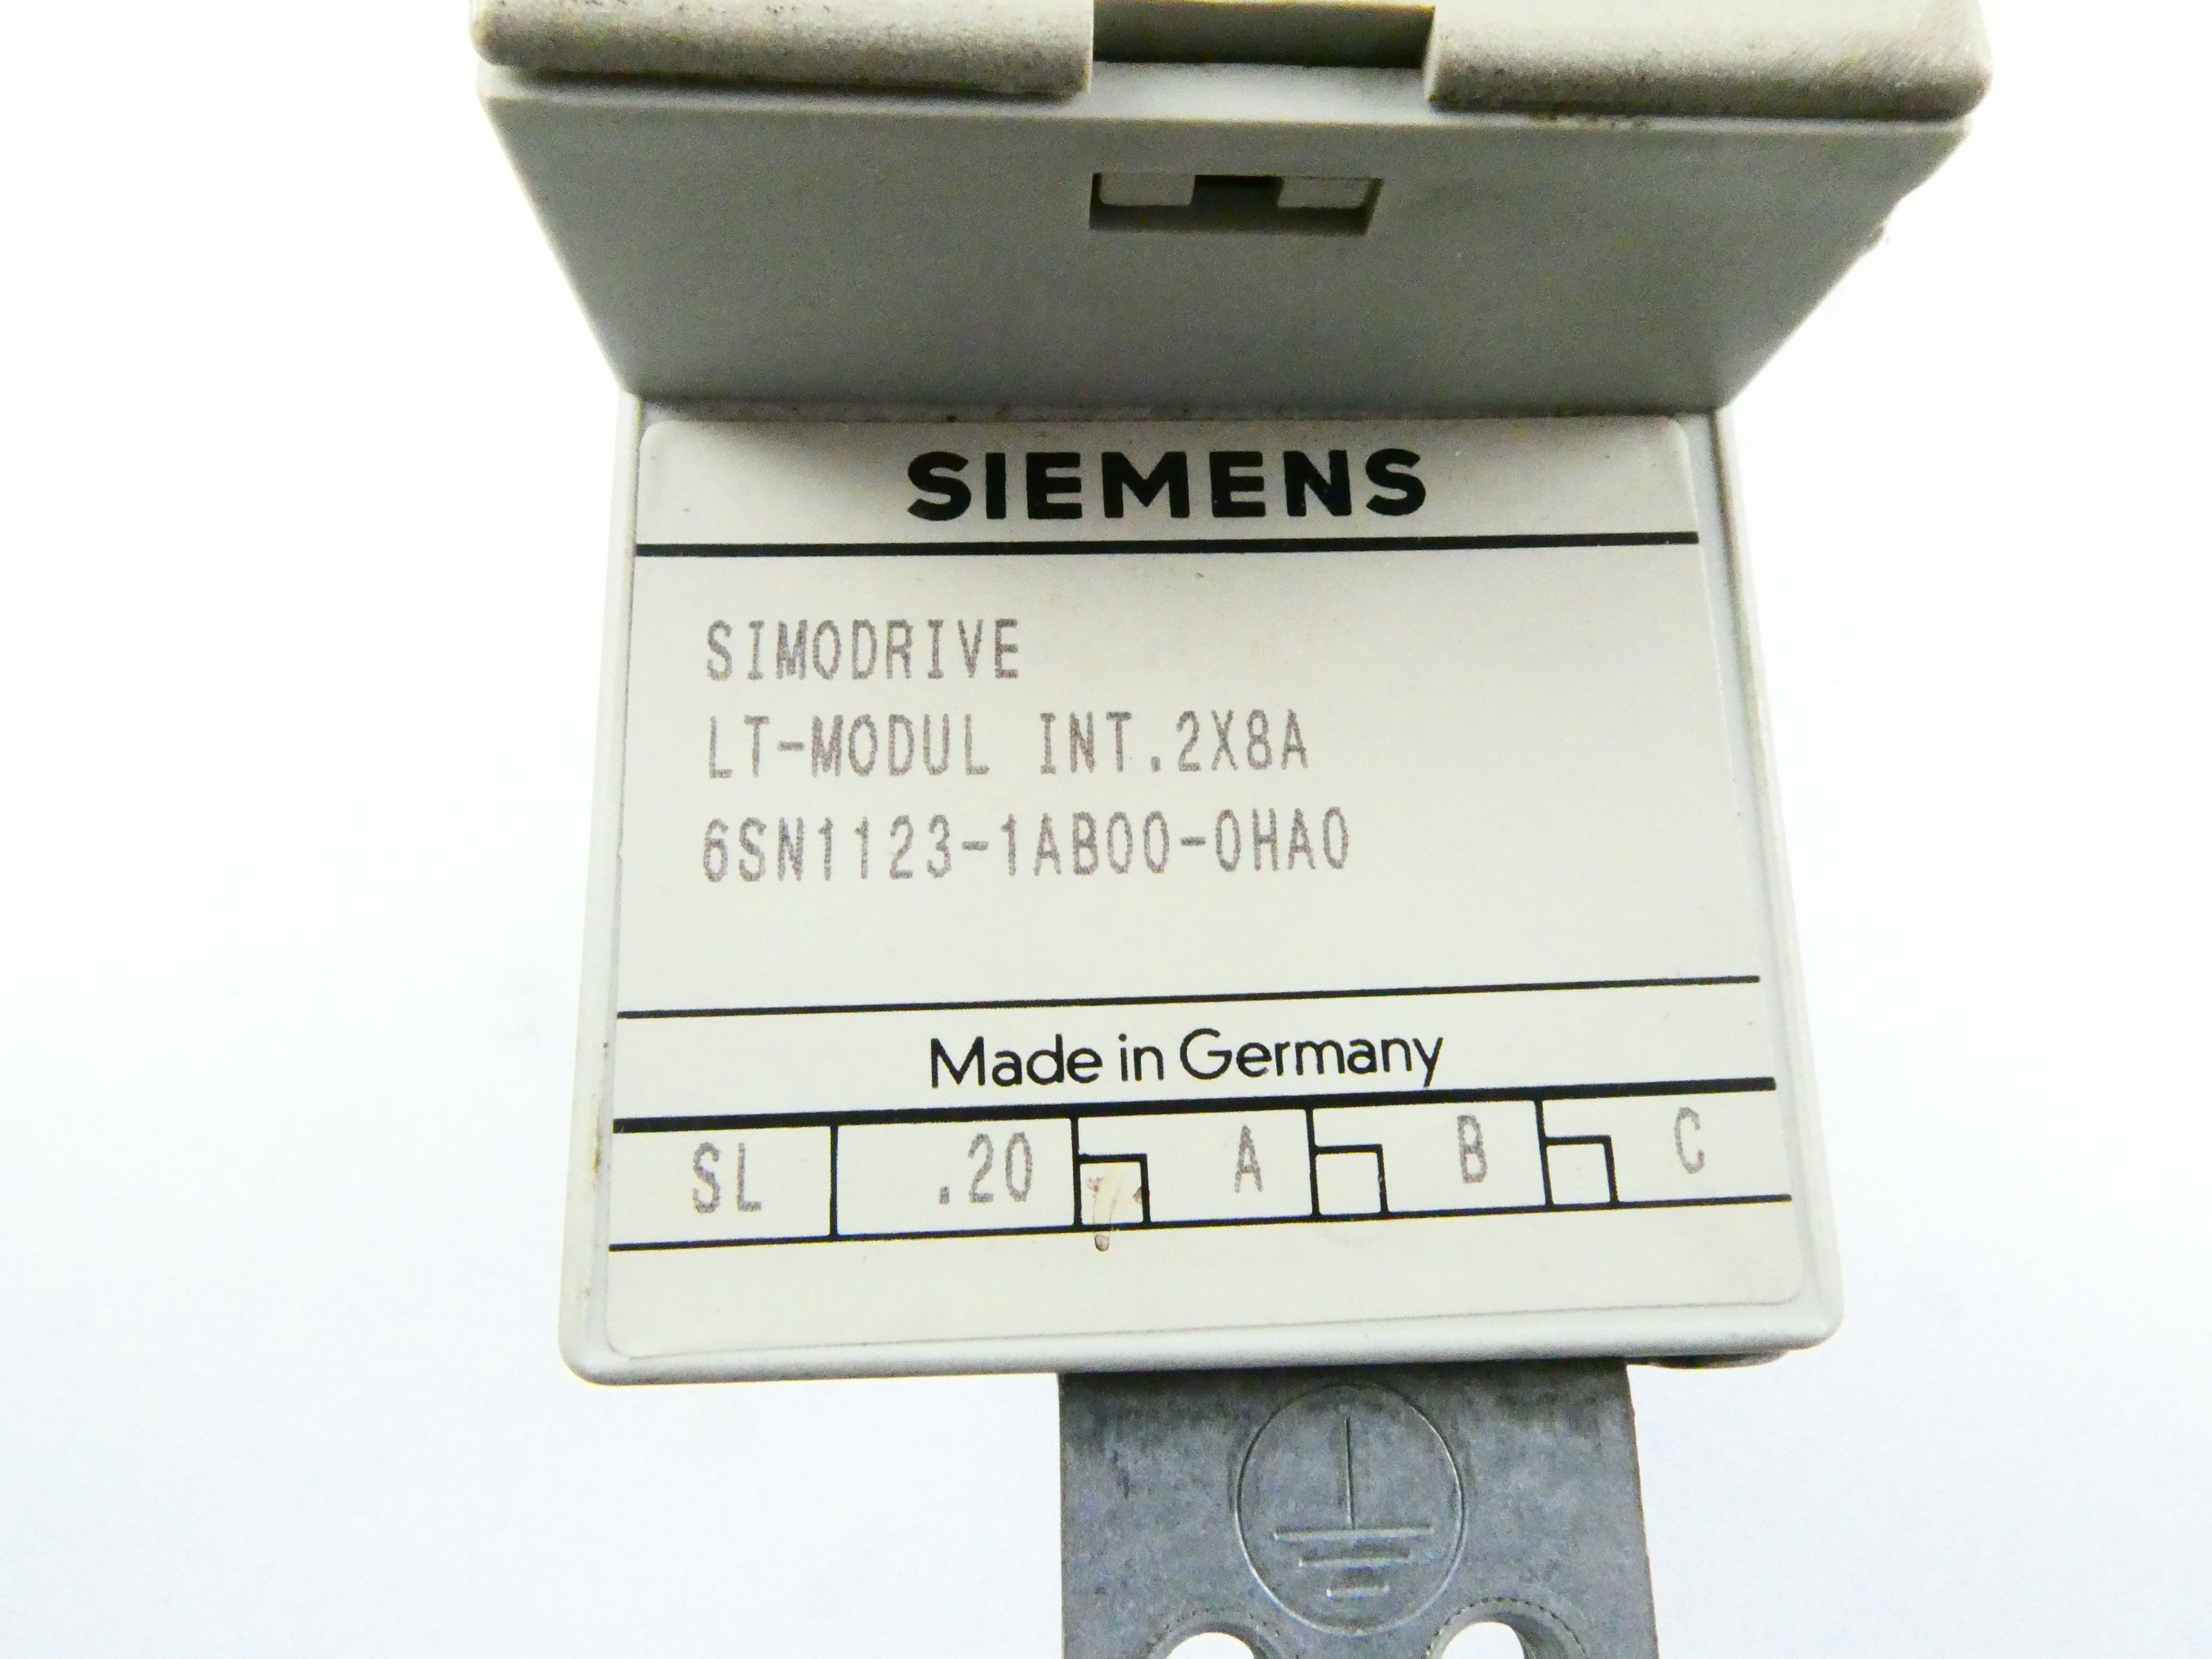 SIEMENS
SIMODRIVE
LT-MODUL INT.2X8A
6SN1123-1AB00-0HA0
Made in Germany
SL .20 A B C